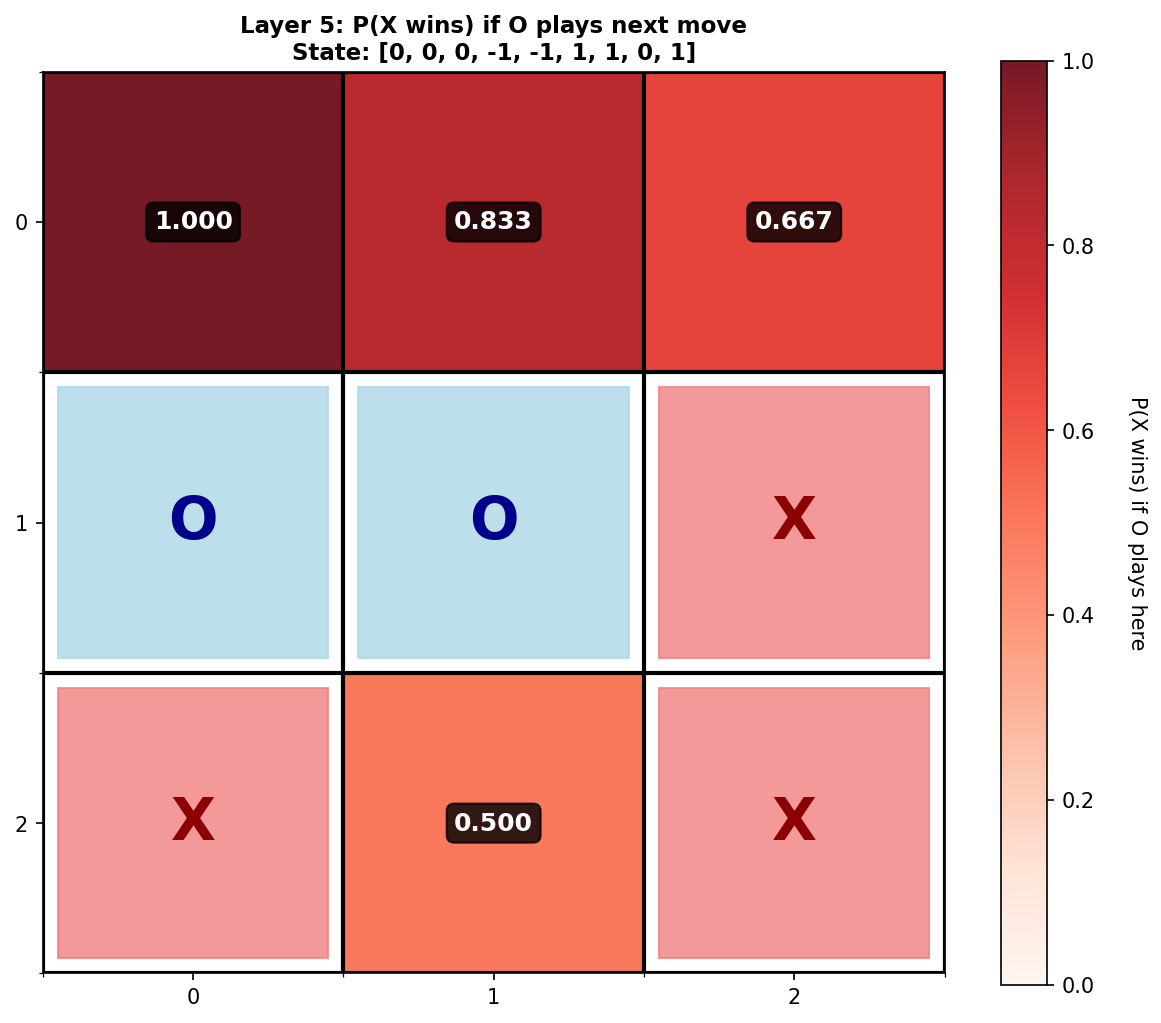 Layer 5: P(X wins) if O plays next move
State: [0, 0, 0, -1, -1, 1, 1, 0, 1]
0
1.000
0.833
0.667
1
O
O
X
2
X
0.500
X
0
1
2
1.0
0.8
0.6
0.4
0.2
0.0
P(X wins) if O plays here